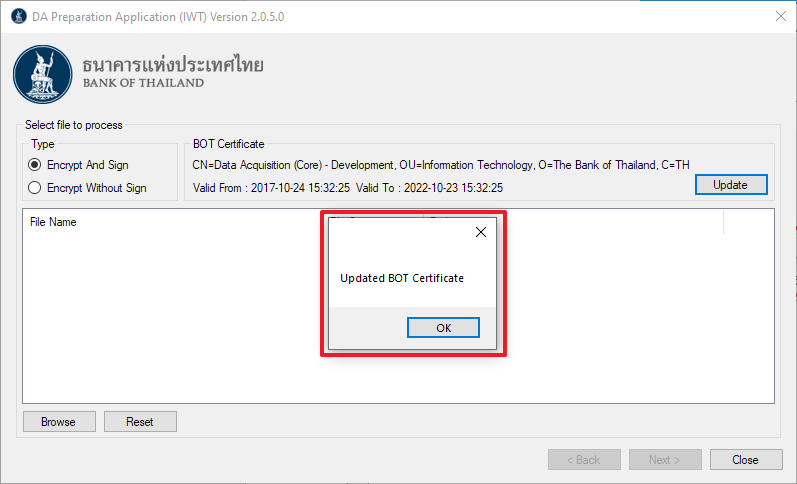 DA Preparation Application (IWT) Version 2.0.5.0
ธนาคารแห่งประเทศไทย
BANK OF THAILAND
Select file to process
Type
Encrypt And Sign
Encrypt Without Sign
BOT Certificate
CN=Data Acquisition (Core) - Development, OU=Information Technology, O=The Bank of Thailand, C=TH
Valid From : 2017-10-24 15:32:25 Valid To : 2022-10-23 15:32:25
Update
File Name
Updated BOT Certificate
OK
Browse
Reset
< Back
Next >
Close